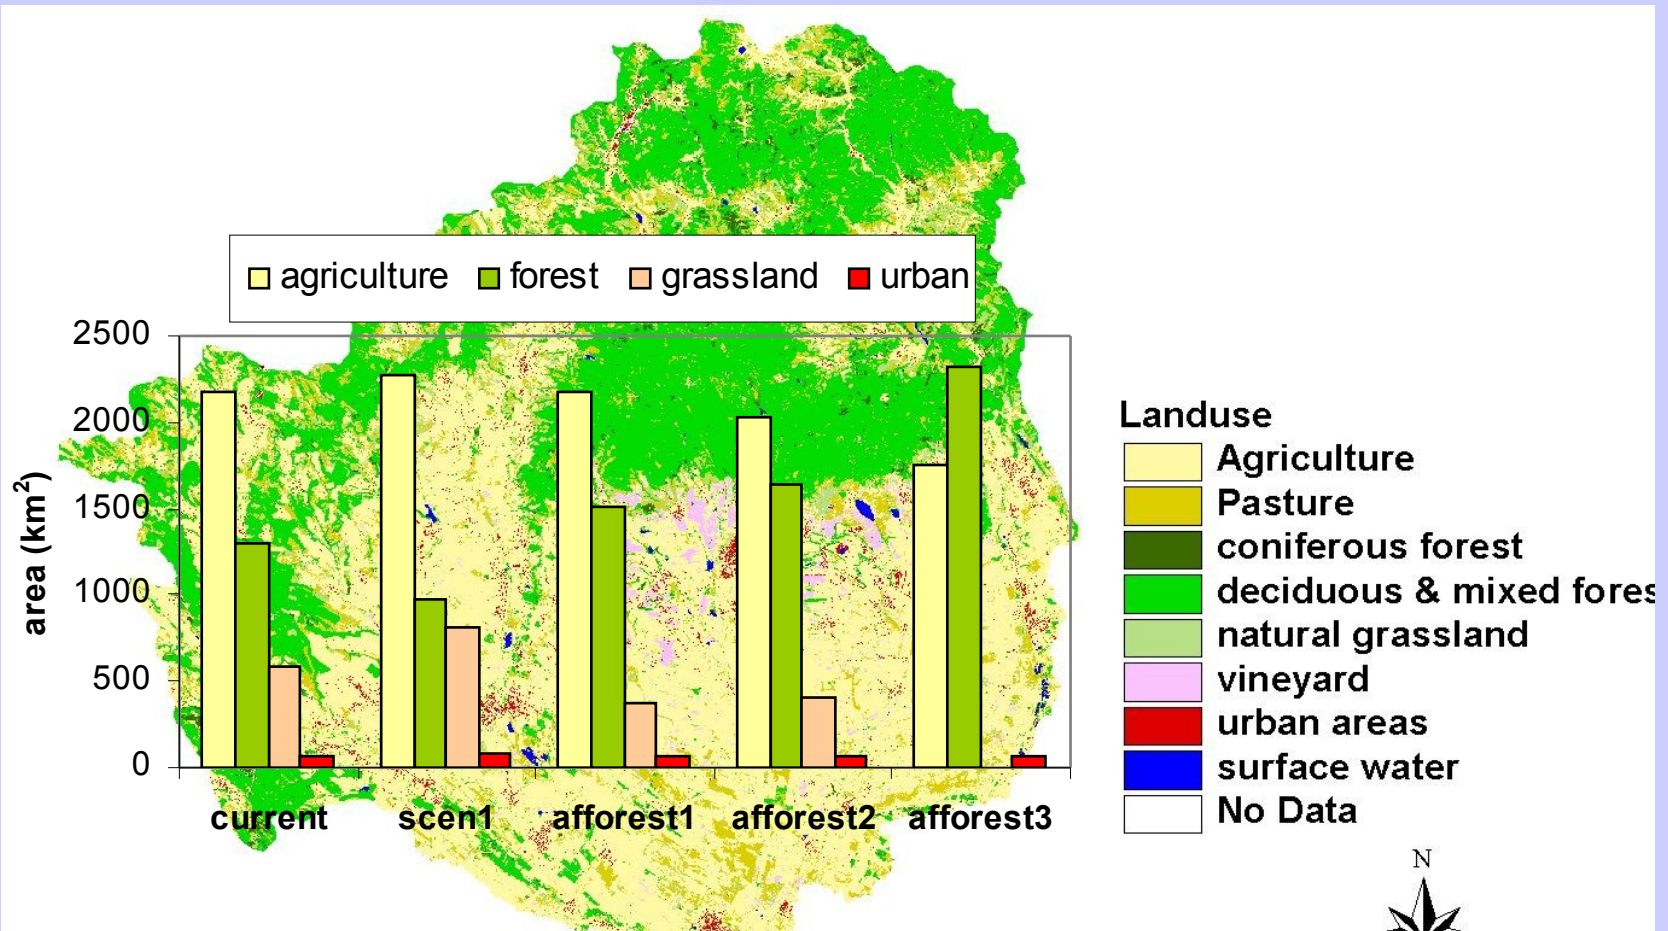 agriculture forest grassland urban
2500
2000
1500
1000
500
0
area (km²)
current scen1 afforest1 afforest2 afforest3
Landuse
Agriculture
Pasture
coniferous forest
deciduous & mixed fores
natural grassland
vineyard
urban areas
surface water
No Data
N